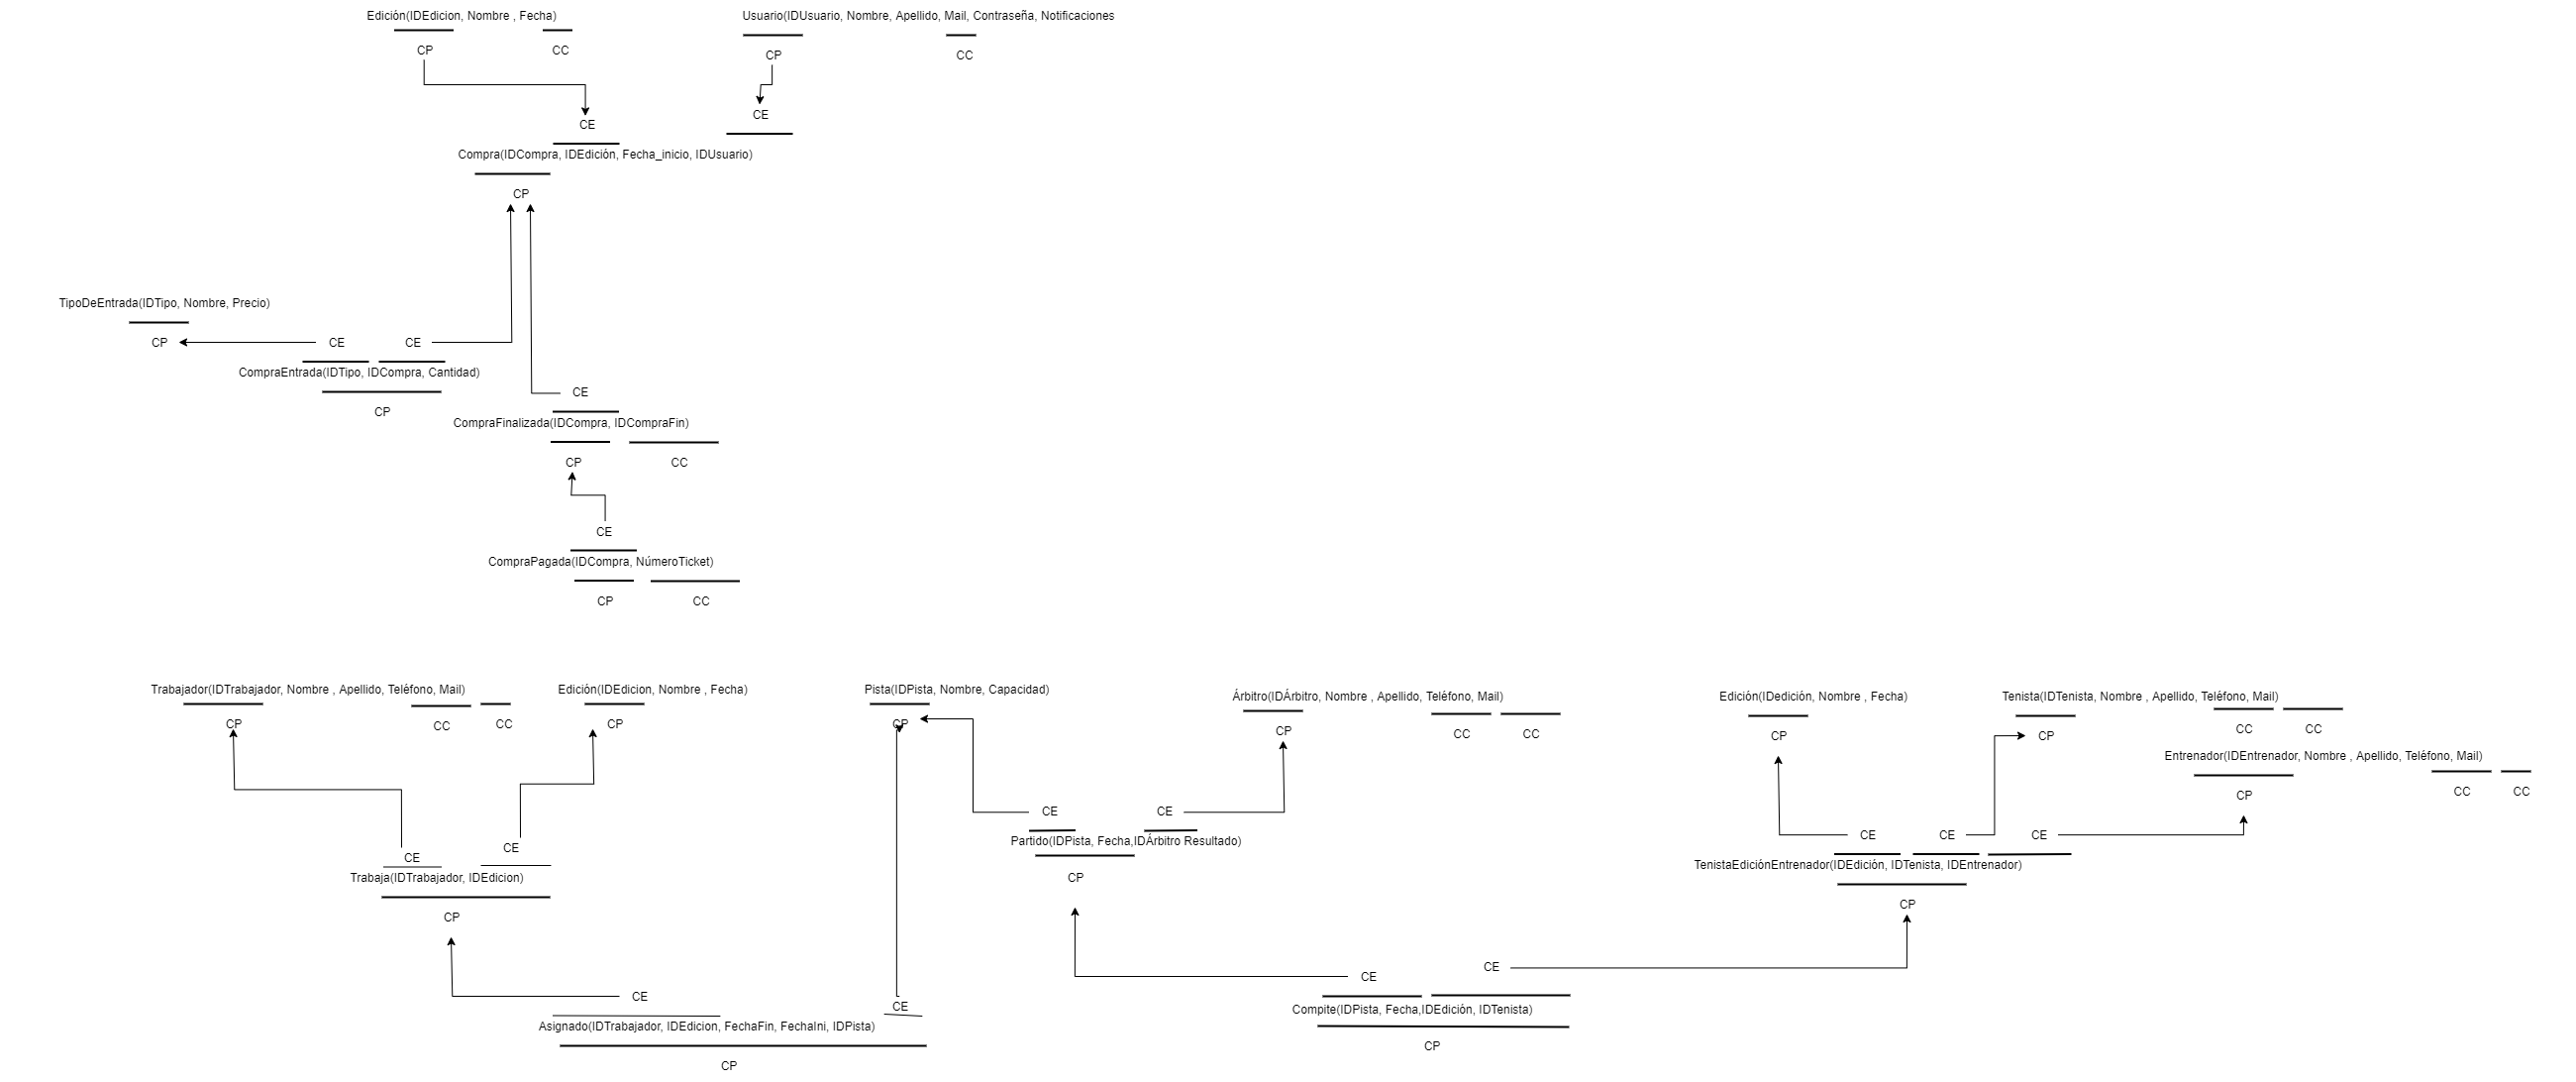 Edición(IDEdicion, Nombre , Fecha)
CP
CC
Usuario(IDUsuario, Nombre, Apellido, Mail, Contraseña, Notificaciones
CP
CC
CE
CE
Compra(IDCompra, IDEdición, Fecha_inicio, IDUsuario)
CP
TipoDeEntrada(IDTipo, Nombre, Precio)
CP
CE
CE
CompraEntrada(IDTipo, IDCompra, Cantidad)
CP
CE
CompraFinalizada(IDCompra, IDCompraFin)
CP
CC
CE
CompraPagada(IDCompra, NúmeroTicket)
CP
CC
Trabajador(IDTrabajador, Nombre , Apellido, Teléfono, Mail)
CP
CC
CC
Edición(IDEdicion, Nombre , Fecha)
CP
CE
CE
Trabaja(IDTrabajador, IDEdicion)
CP
Pista(IDPista, Nombre, Capacidad)
CP
CE
CE
Asignado(IDTrabajador, IDEdicion, FechaFin, FechaIni, IDPista)
CP
Árbitro(IDÁrbitro, Nombre , Apellido, Teléfono, Mail)
CP
CC
CC
CE
CE
Partido(IDPista, Fecha,IDÁrbitro Resultado)
CP
Edición(IDedición, Nombre , Fecha)
CP
Tenista(IDTenista, Nombre , Apellido, Teléfono, Mail)
CP
CC
CC
Entrenador(IDEntrenador, Nombre , Apellido, Teléfono, Mail)
CP
CC
CC
CE
CE
CE
TenistaEdiciónEntrenador(IDEdición, IDTenista, IDEntrenador)
CP
CE
CE
Compite(IDPista, Fecha,IDEdición, IDTenista)
CP